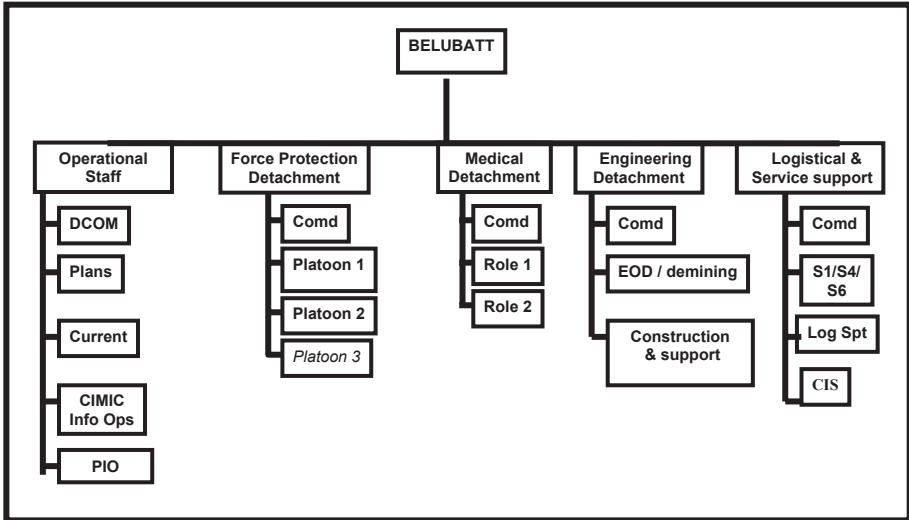 BELUBATT
Operational
Staff
DCOM
Plans
Current
CIMIC
Info Ops
PIO
Force Protection
Detachment
Comd
Platoon 1
Platoon 2
Platoon 3
Medical
Detachment
Comd
Role 1
Role 2
Engineering
Detachment
Comd
EOD / demining
Construction
& support
Logistical &
Service support
Comd
S1/S4/
S6
Log Spt
CIS